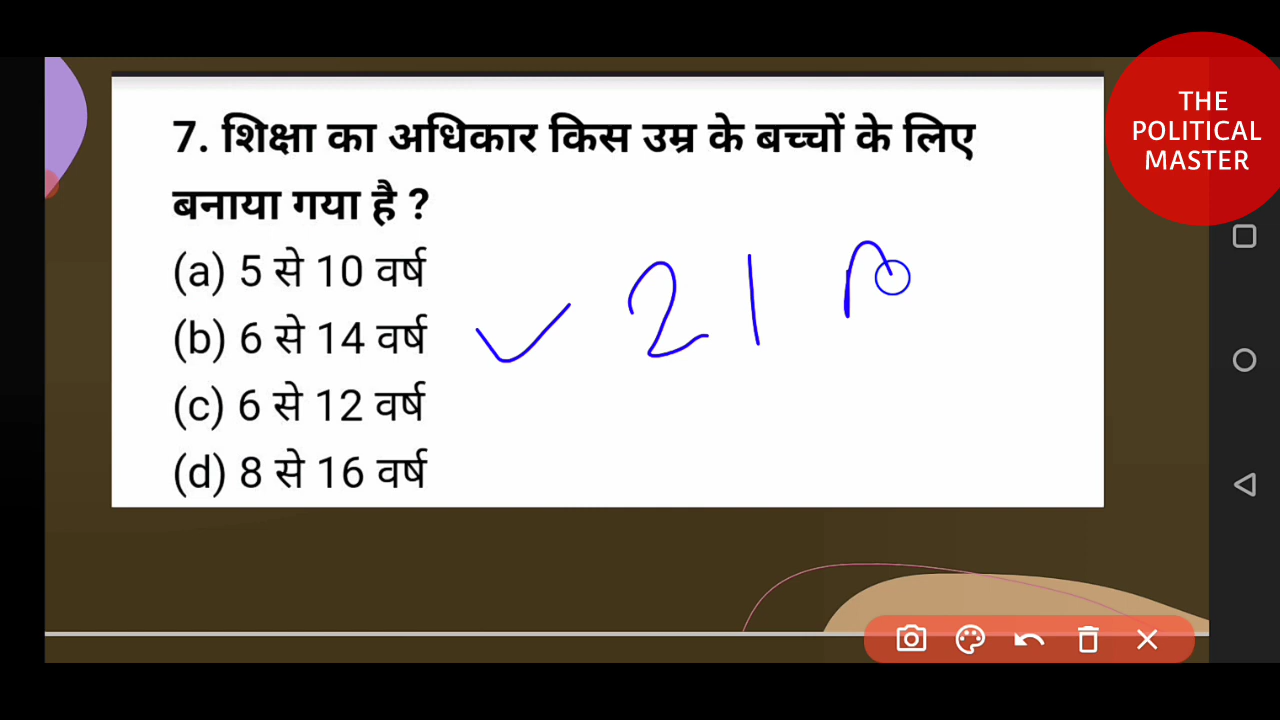 THE
POLITICAL
MASTER
7. शिक्षा का अधिकार किस उम्र के बच्चों के लिए
बनाया गया है ?
(a) 5 से 10 वर्ष
(b) 6 से 14 वर्ष
21
(c) 6 से 12 वर्ष
(d) 8 से 16 वर्ष